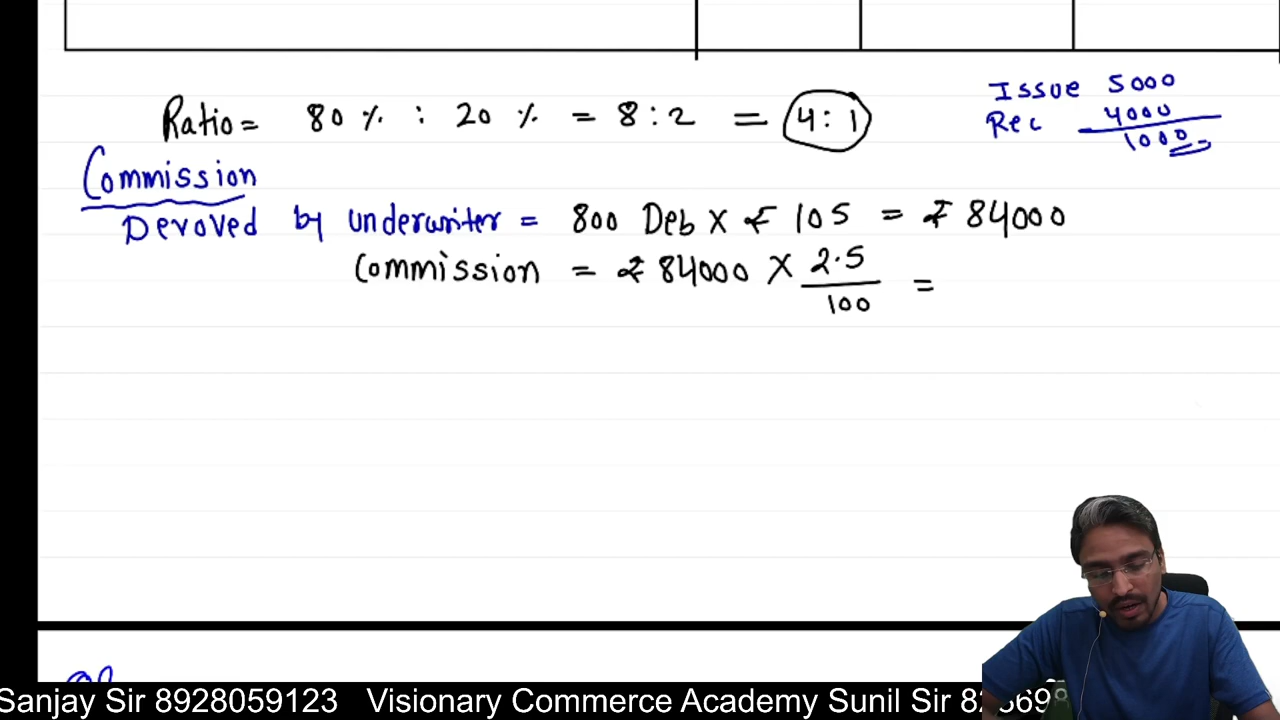 Ratio = 80 % : 20 % = 8 : 2 = 4 : 1
Issue 5000
Rec 4000
1000
Commission
Devoved by underwriter = 800 Deb X ₹ 105 = ₹ 84000
Commission = ₹ 84000 X 2.5/100 =
Sanjay Sir 8928059123 Visionary Commerce Academy Sunil Sir 82